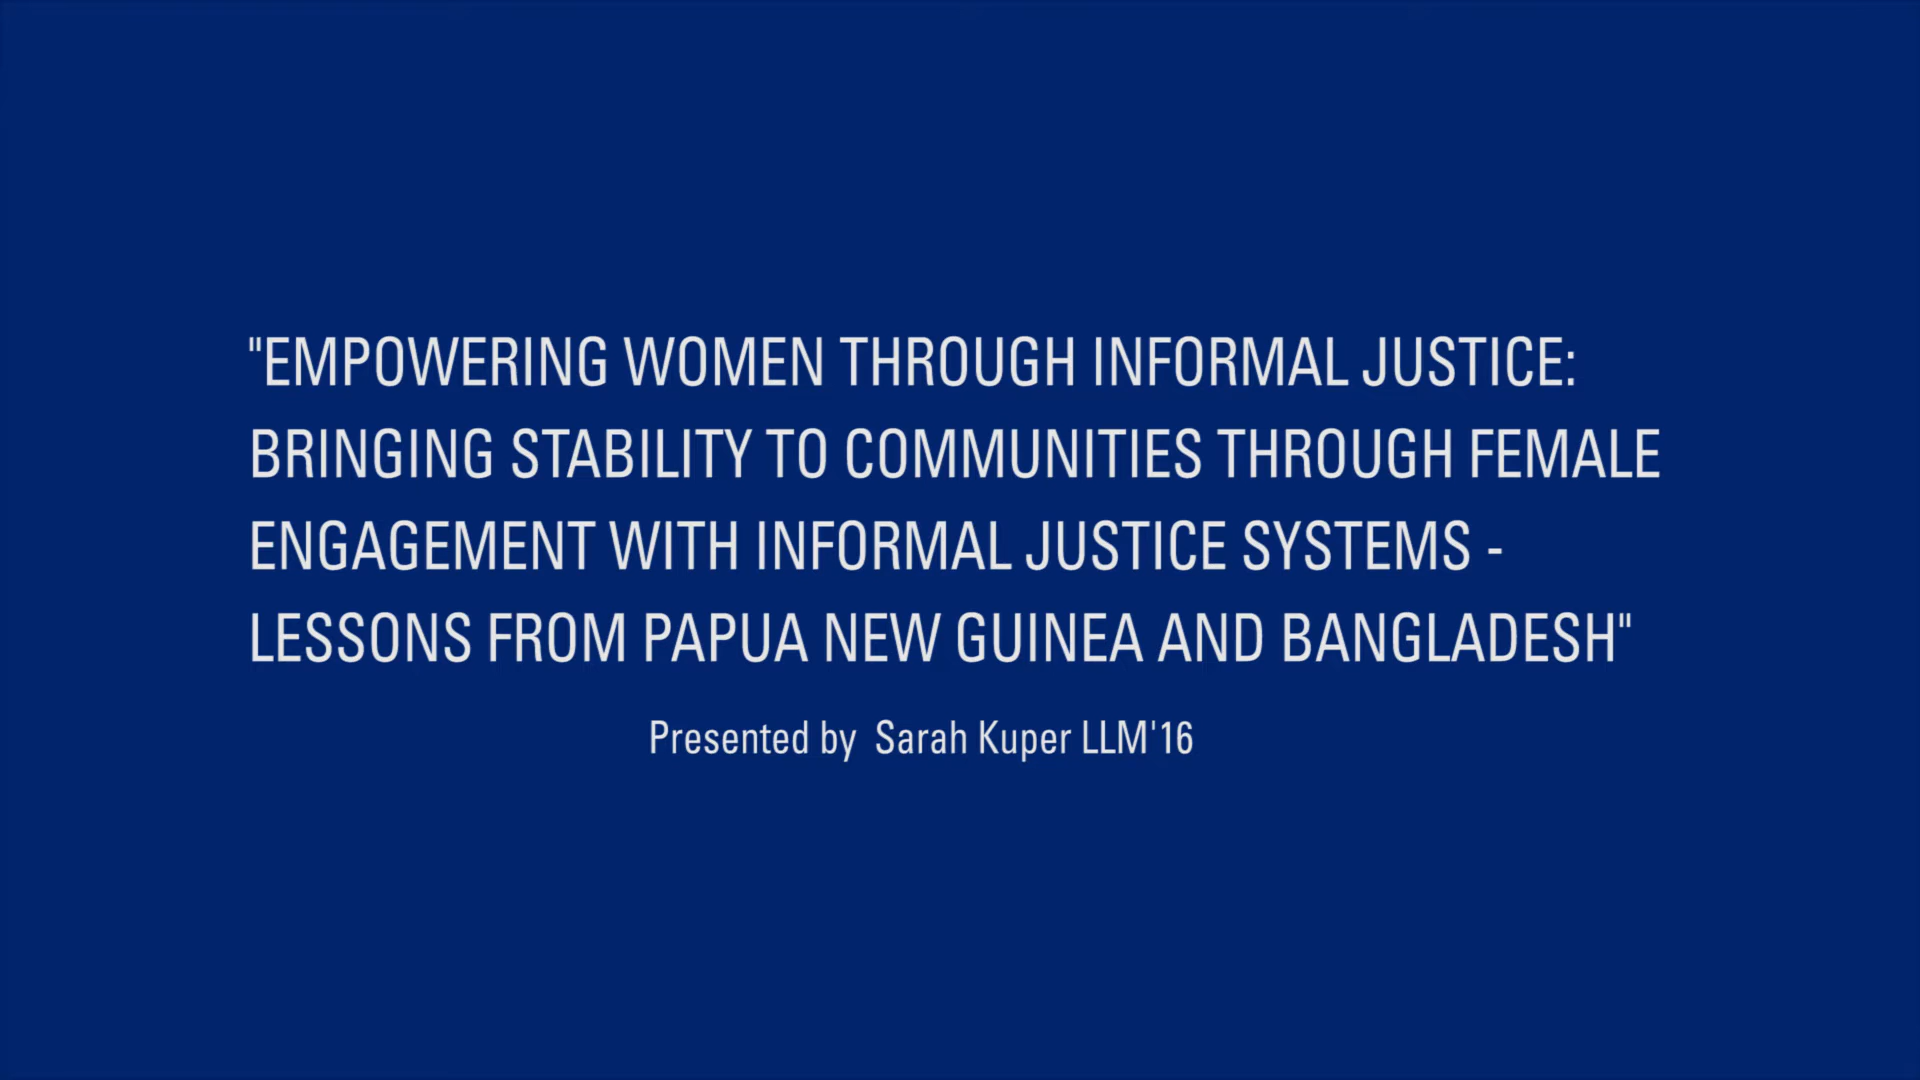 "EMPOWERING WOMEN THROUGH INFORMAL JUSTICE:
BRINGING STABILITY TO COMMUNITIES THROUGH FEMALE
ENGAGEMENT WITH INFORMAL JUSTICE SYSTEMS -
LESSONS FROM PAPUA NEW GUINEA AND BANGLADESH"
Presented by  Sarah Kuper LLM'16